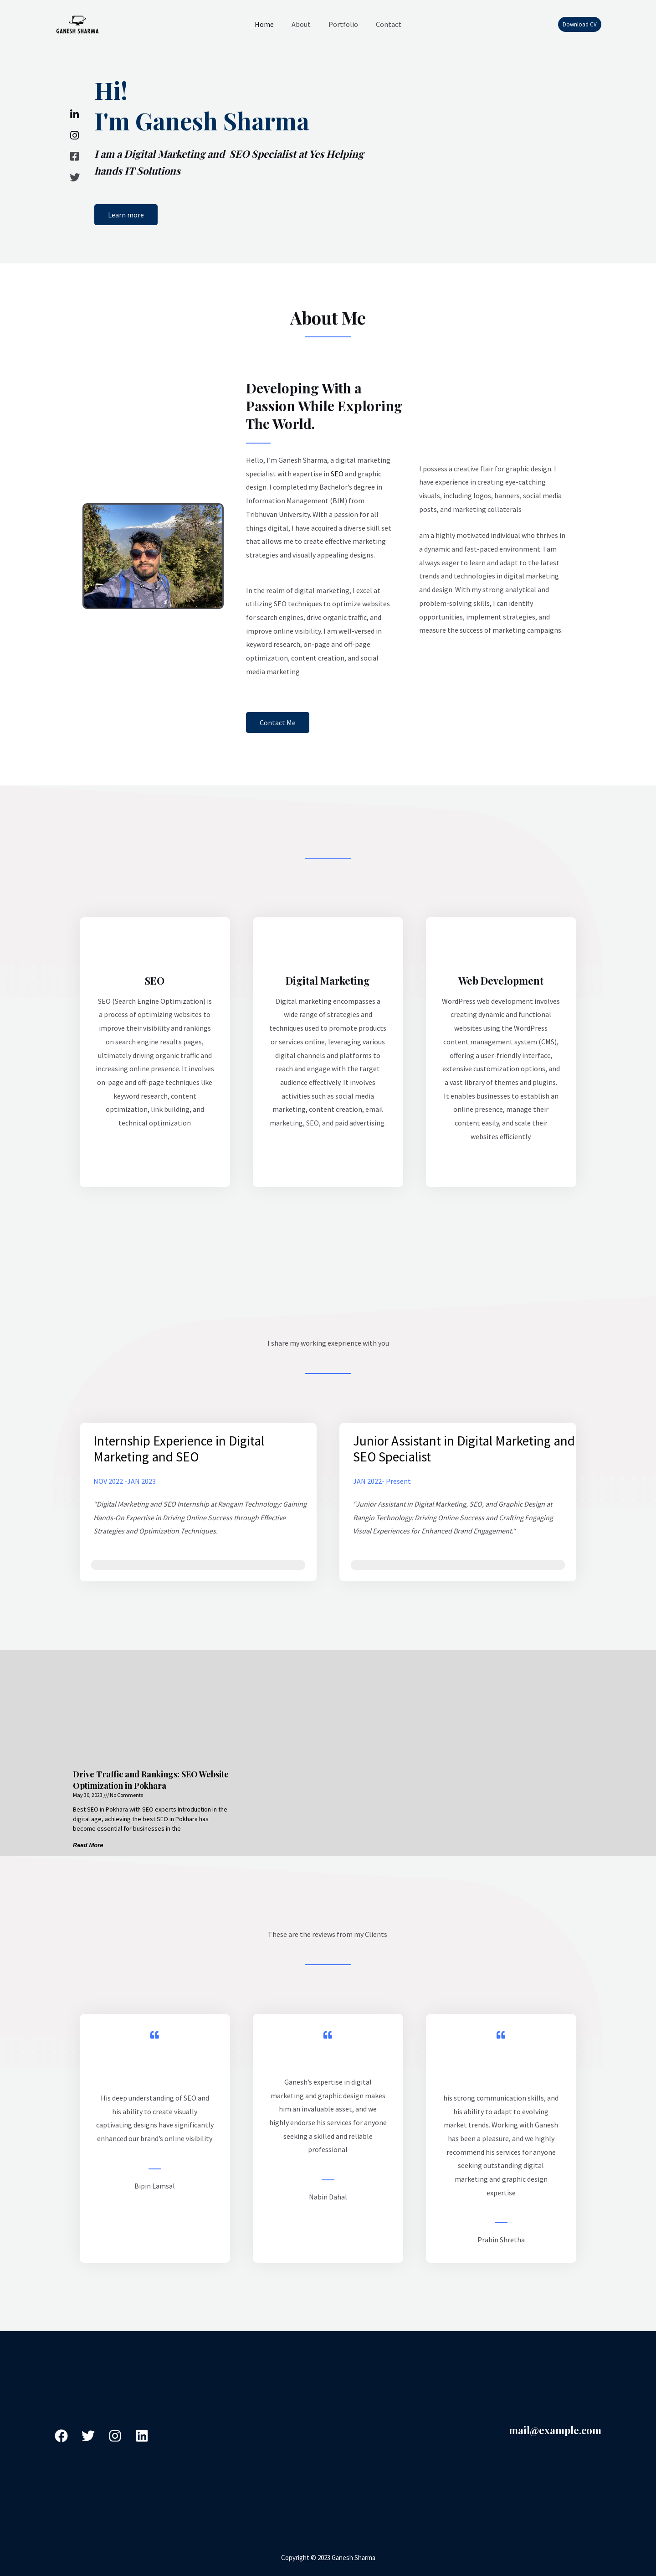 GANESH SHARMA
Home
About
Portfolio
Contact
Download CV
Hi!
I'm Ganesh Sharma
I am a Digital Marketing and SEO Specialist at Yes Helping
hands IT Solutions
Learn more
About Me
Developing With a
Passion While Exploring
The World.
Hello, I'm Ganesh Sharma, a digital marketing
specialist with expertise in SEO and graphic
design. I completed my Bachelor's degree in
Information Management (BIM) from
Tribhuvan University. With a passion for all
things digital, I have acquired a diverse skill set
that allows me to create effective marketing
strategies and visually appealing designs.
In the realm of digital marketing, I excel at
utilizing SEO techniques to optimize websites
for search engines, drive organic traffic, and
improve online visibility. I am well-versed in
keyword research, on-page and off-page
optimization, content creation, and social
media marketing
Contact Me
I possess a creative flair for graphic design. I
have experience in creating eye-catching
visuals, including logos, banners, social media
posts, and marketing collaterals
am a highly motivated individual who thrives in
a dynamic and fast-paced environment. I am
always eager to learn and adapt to the latest
trends and technologies in digital marketing
and design. With my strong analytical and
problem-solving skills, I can identify
opportunities, implement strategies, and
measure the success of marketing campaigns.
SEO
SEO (Search Engine Optimization) is
a process of optimizing websites to
improve their visibility and rankings
on search engine results pages,
ultimately driving organic traffic and
increasing online presence. It involves
on-page and off-page techniques like
keyword research, content
optimization, link building, and
technical optimization
Digital Marketing
Digital marketing encompasses a
wide range of strategies and
techniques used to promote products
or services online, leveraging various
digital channels and platforms to
reach and engage with the target
audience effectively. It involves
activities such as social media
marketing, content creation, email
marketing, SEO, and paid advertising.
Web Development
WordPress web development involves
creating dynamic and functional
websites using the WordPress
content management system (CMS),
offering a user-friendly interface,
extensive customization options, and
a vast library of themes and plugins.
It enables businesses to establish an
online presence, manage their
content easily, and scale their
websites efficiently.
I share my working exeprience with you
Internship Experience in Digital
Marketing and SEO
NOV 2022 -JAN 2023
"Digital Marketing and SEO Internship at Rangain Technology: Gaining
Hands-On Expertise in Driving Online Success through Effective
Strategies and Optimization Techniques.
Junior Assistant in Digital Marketing and
SEO Specialist
JAN 2022- Present
"Junior Assistant in Digital Marketing, SEO, and Graphic Design at
Rangin Technology: Driving Online Success and Crafting Engaging
Visual Experiences for Enhanced Brand Engagement."
Drive Traffic and Rankings: SEO Website
Optimization in Pokhara
May 30, 2023 /// No Comments
Best SEO in Pokhara with SEO experts Introduction In the
digital age, achieving the best SEO in Pokhara has
become essential for businesses in the
Read More
These are the reviews from my Clients
His deep understanding of SEO and
his ability to create visually
captivating designs have significantly
enhanced our brand's online visibility
Bipin Lamsal
Ganesh's expertise in digital
marketing and graphic design makes
him an invaluable asset, and we
highly endorse his services for anyone
seeking a skilled and reliable
professional
Nabin Dahal
his strong communication skills, and
his ability to adapt to evolving
market trends. Working with Ganesh
has been a pleasure, and we highly
recommend his services for anyone
seeking outstanding digital
marketing and graphic design
expertise
Prabin Shretha
mail@example.com
Copyright © 2023 Ganesh Sharma